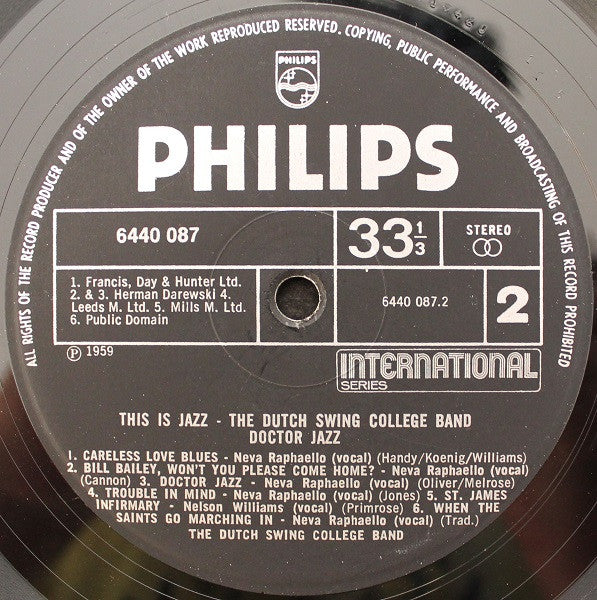 ALL RIGHTS OF THE RECORD PRODUCER AND OF THE OWNER OF THE WORK REPRODUCED RESERVED. COPYING, PUBLIC PERFORMANCE AND BROADCASTING OF THIS RECORD PROHIBITED
PHILIPS
PHILIPS
6440 087
33⅓
STEREO
1. Francis, Day & Hunter Ltd.
2. & 3. Herman Darewski 4.
Leeds M. Ltd. 5. Mills M. Ltd.
6. Public Domain
6440 087.2
2
Ⓟ 1959
INTERNATIONAL
SERIES
THIS IS JAZZ - THE DUTCH SWING COLLEGE BAND
DOCTOR JAZZ
1. CARELESS LOVE BLUES - Neva Raphaello (vocal) (Handy/Koenig/Williams)
2. BILL BAILEY, WON'T YOU PLEASE COME HOME? - Neva Raphaello (vocal)
(Cannon) 3. DOCTOR JAZZ - Neva Raphaello (vocal) (Oliver/Melrose)
4. TROUBLE IN MIND - Neva Raphaello (vocal) (Jones) 5. ST. JAMES
INFIRMARY - Nelson Williams (vocal) (Primrose) 6. WHEN THE
SAINTS GO MARCHING IN - Neva Raphaello (vocal) (Trad.)
THE DUTCH SWING COLLEGE BAND